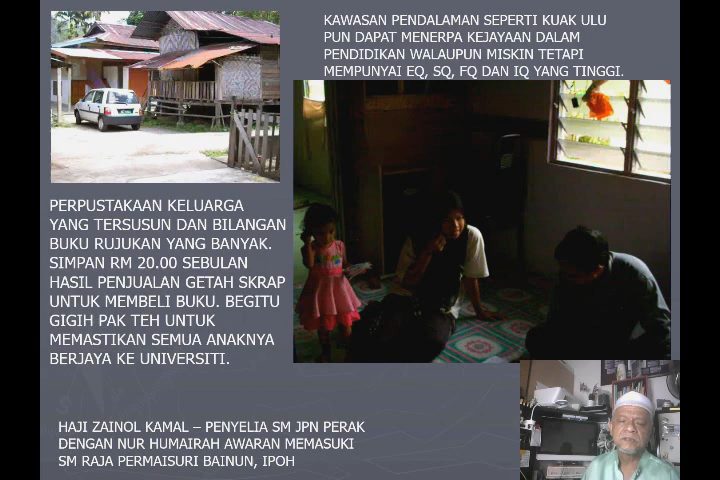 KAWASAN PENDALAMAN SEPERTI KUAK ULU
PUN DAPAT MENERPA KEJAYAAN DALAM
PENDIDIKAN WALAUPUN MISKIN TETAPI
MEMPUNYAI EQ, SQ, FQ DAN IQ YANG TINGGI.
PERPUSTAKAAN KELUARGA
YANG TERSUSUN DAN BILANGAN
BUKU RUJUKAN YANG BANYAK.
SIMPAN RM 20.00 SEBULAN
HASIL PENJUALAN GETAH SKRAP
UNTUK MEMBELI BUKU. BEGITU
GIGIH PAK TEH UNTUK
MEMASTIKAN SEMUA ANAKNYA
BERJAYA KE UNIVERSITI.
HAJI ZAINOL KAMAL – PENYELIA SM JPN PERAK
DENGAN NUR HUMAIRAH AWARAN MEMASUKI
SM RAJA PERMAISURI BAINUN, IPOH